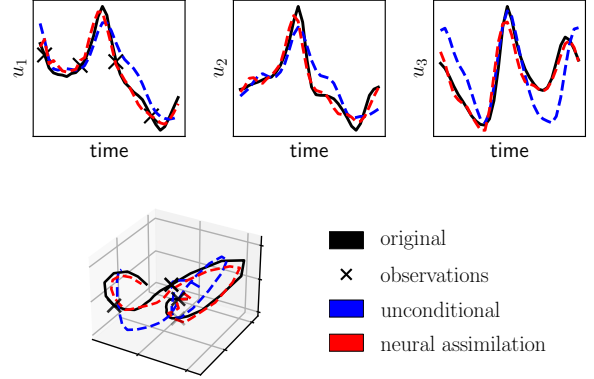 u₁
time
u₂
time
u₃
time
original
observations
unconditional
neural assimilation